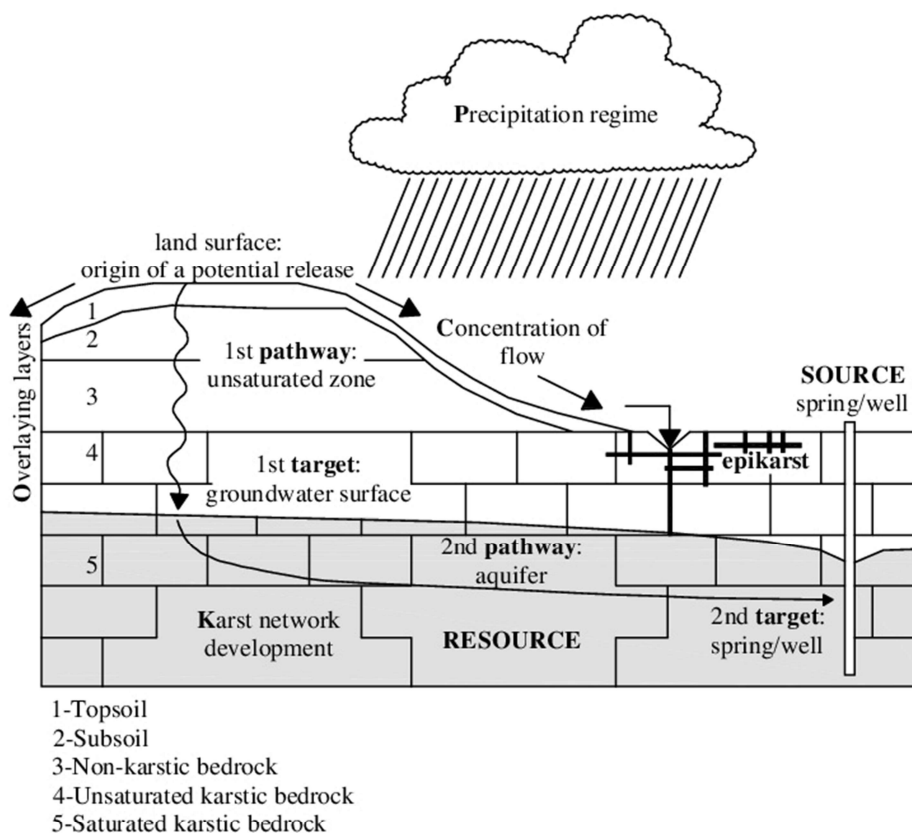 Precipitation regime
land surface:
origin of a potential release
Concentration of
flow
Overlaying layers
1
2
3
4
5
1st pathway:
unsaturated zone
SOURCE
spring/well
epikarst
1st target:
groundwater surface
2nd pathway:
aquifer
Karst network
development
RESOURCE
2nd target:
spring/well
1-Topsoil
2-Subsoil
3-Non-karstic bedrock
4-Unsaturated karstic bedrock
5-Saturated karstic bedrock